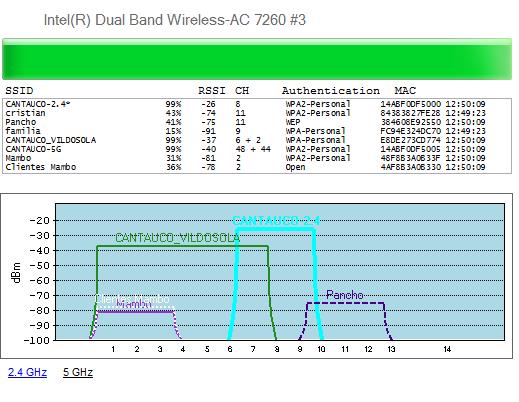 Intel(R) Dual Band Wireless-AC 7260 #3
SSID RSSI CH Authentication MAC
CANTAUCO-2.4* 99% -26 8 WPA2-Personal 14ABF0DF5000 12:50:09
cristian 43% -74 11 WPA2-Personal 84383827FE28 12:49:23
Pancho 41% -75 11 WEP 384608E92550 12:50:09
familia 15% -91 9 WPA-Personal FC94E324DC70 12:49:23
CANTAUCO_VILDOSOLA 99% -37 6 + 2 WPA-Personal E8DE273CD774 12:50:09
CANTAUCO-5G 99% -40 48 + 44 WPA2-Personal 14ABF0DF5005 12:50:09
Mambo 31% -81 2 WPA2-Personal 48F8B3A0B33F 12:50:09
Clientes Mambo 36% -78 2 Open 4AF8B3A0B330 12:50:09
-20
CANTAUCO-2.4
-30
CANTAUCO_VILDOSOLA
-40
-50
dBm
-60
-70
Clientes Mambo
Pancho
Mambo
-80
-90
-100
1 2 3 4 5 6 7 8 9 10 11 12 13 14
2.4 GHz 5 GHz